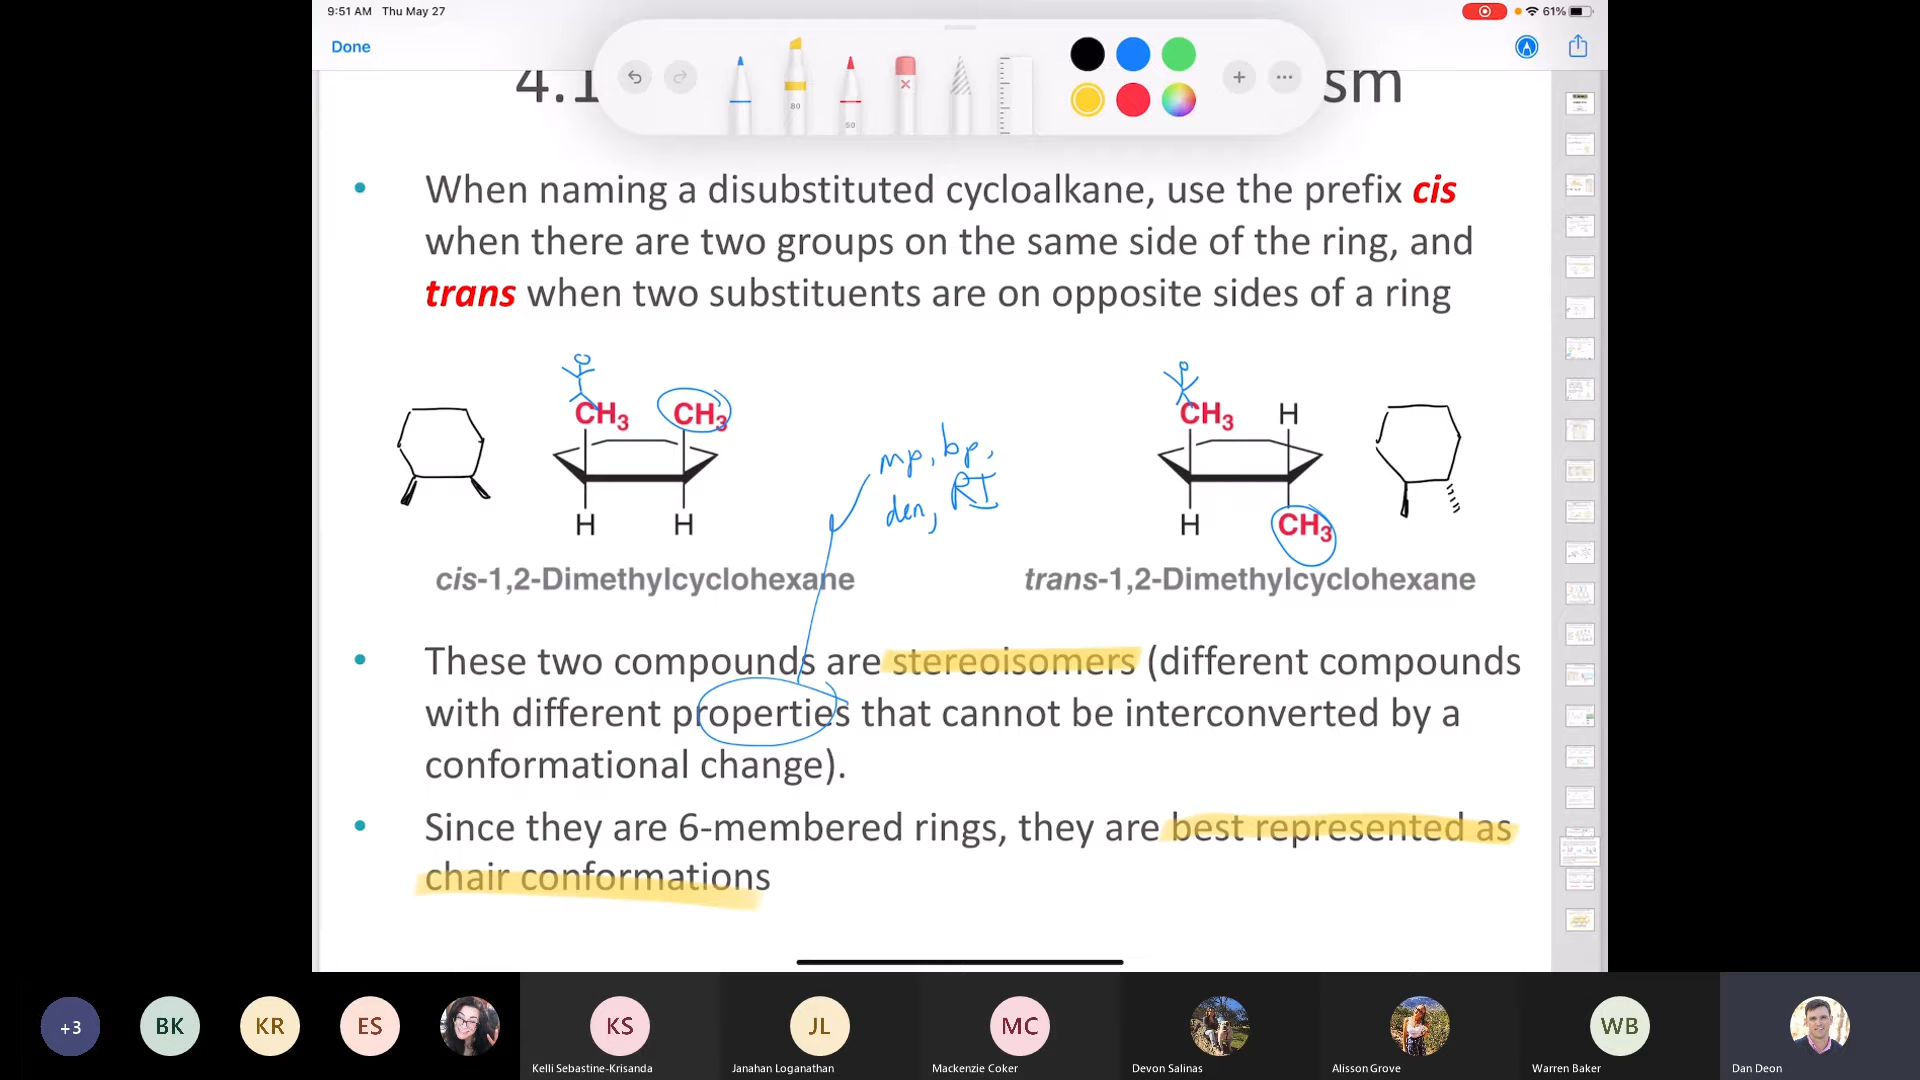 9:51 AM Thu May 27
61%
Done
4.1 sm
80
50
When naming a disubstituted cycloalkane, use the prefix cis
when there are two groups on the same side of the ring, and
trans when two substituents are on opposite sides of a ring
CH3 CH3
H H
cis-1,2-Dimethylcyclohexane
mp, bp,
den, RI
CH3 H
H CH3
trans-1,2-Dimethylcyclohexane
• These two compounds are stereoisomers (different compounds
with different properties that cannot be interconverted by a
conformational change).
• Since they are 6-membered rings, they are best represented as
chair conformations
+3 BK KR ES KS JL MC WB
Kelli Sebastine-Krisanda Janahan Loganathan Mackenzie Coker Devon Salinas Alisson Grove Warren Baker Dan Deon